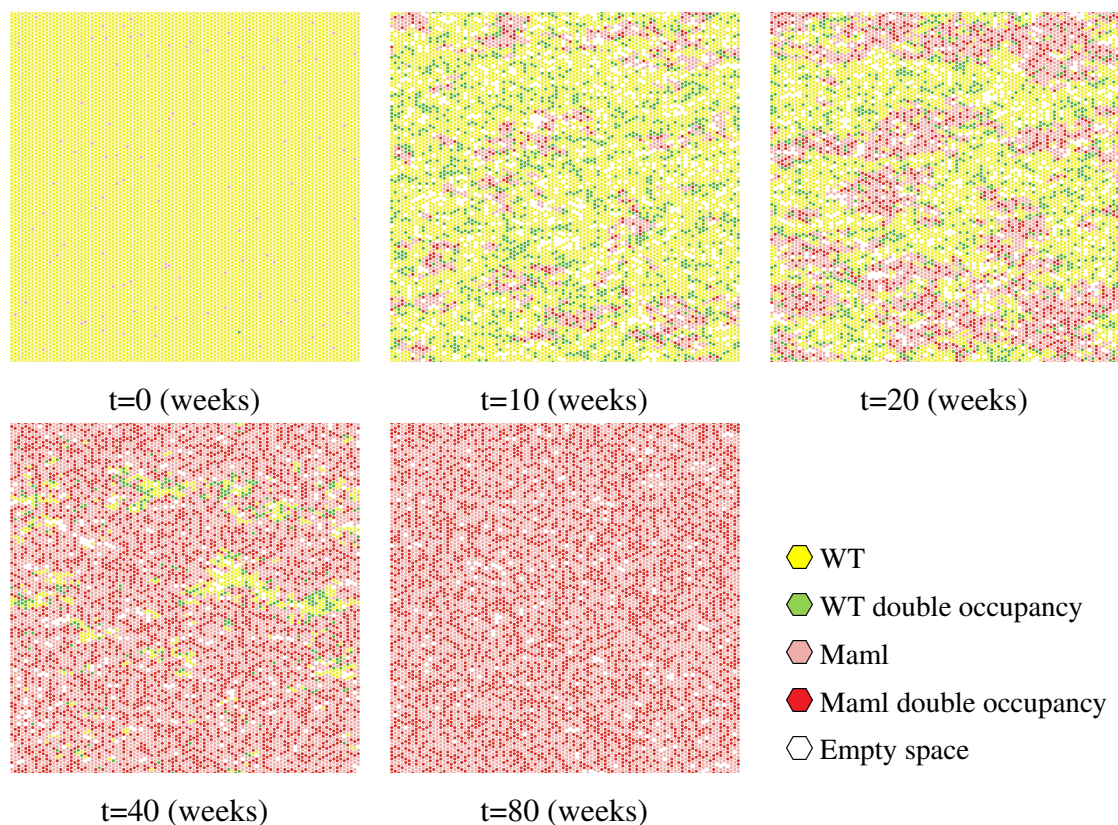 t=0 (weeks)
t=10 (weeks)
t=20 (weeks)
WT
WT double occupancy
Maml
Maml double occupancy
Empty space
t=40 (weeks)
t=80 (weeks)